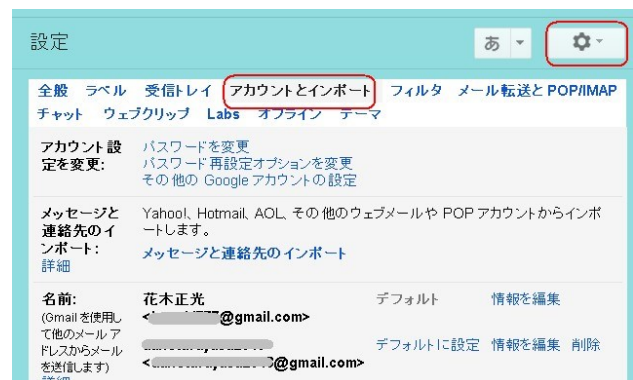 設定
あ
全般 ラベル 受信トレイ アカウントとインポート フィルタ メール転送と POP/IMAP
チャット ウェブクリップ Labs オフライン テーマ
アカウント設定を変更:
パスワードを変更
パスワード再設定オプションを変更
その他の Google アカウントの設定
メッセージと
連絡先のイ
ンポート:
詳細
Yahoo!、Hotmail、AOL、その他のウェブメールや POP アカウントからインポ
ートします。
メッセージと連絡先のインポート
名前:
(Gmail を使用し
て他のメール ア
ドレスからメール
を送信します)
詳細
花木正光 デフォルト 情報を編集
@gmail.com>
デフォルトに設定 情報を編集 削除
@gmail.com>